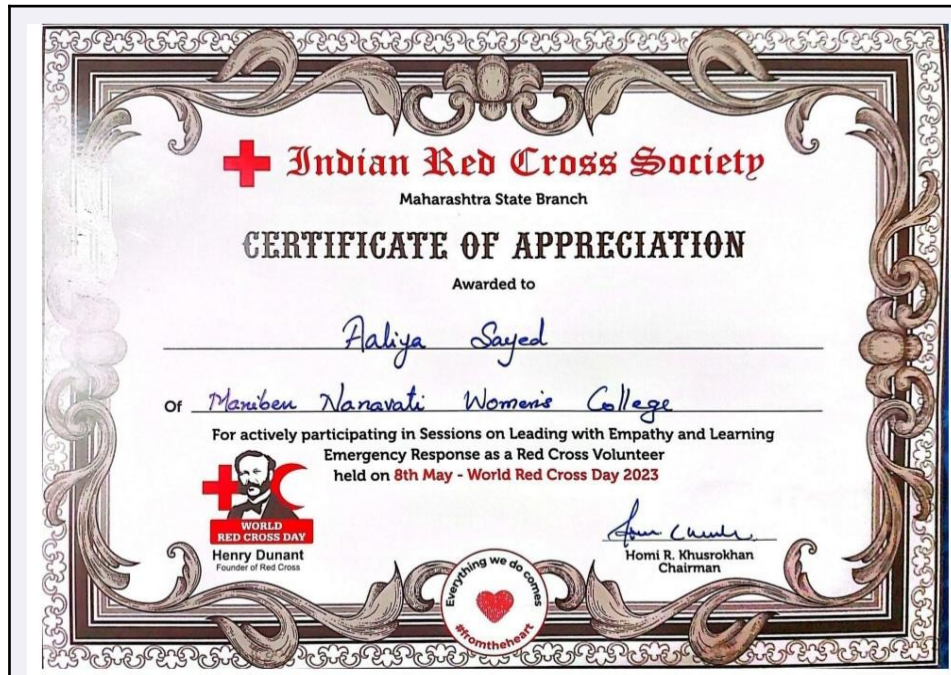 Indian Red Cross Society
Maharashtra State Branch
CERTIFICATE OF APPRECIATION
Awarded to
Aaliya Sayed
Of Maniben Nanavati Women's College
For actively participating in Sessions on Leading with Empathy and Learning
Emergency Response as a Red Cross Volunteer
held on 8th May - World Red Cross Day 2023
WORLD
RED CROSS DAY
Henry Dunant
Founder of Red Cross
Homi R. Khusrokhan
Chairman
Everything we do comes
#fromtheheart